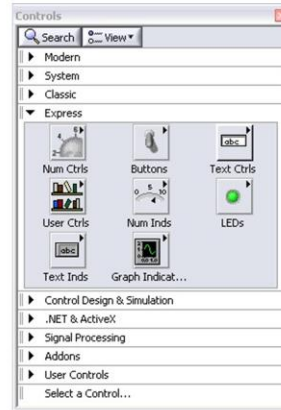 Controls
Search View
Modern
System
Classic
Express
Num Ctrls Buttons Text Ctrls
User Ctrls Num Inds LEDs
Text Inds Graph Indicat...
Control Design & Simulation
.NET & ActiveX
Signal Processing
Addons
User Controls
Select a Control...